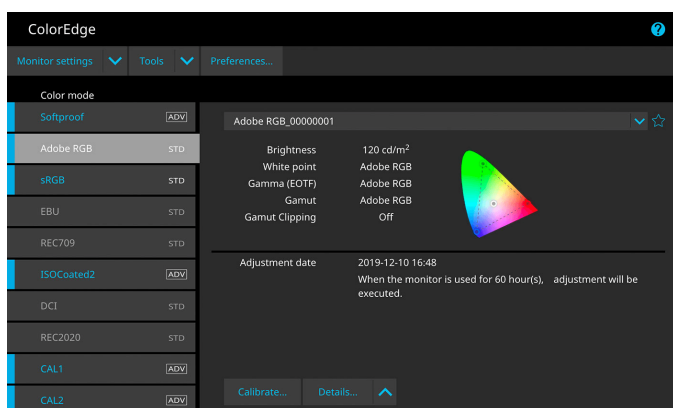 ColorEdge
?
Monitor settings Tools Preferences...
Color mode
Softproof ADV
Adobe RGB STD
sRGB STD
EBU STD
REC709 STD
ISOCoated2 ADV
DCI STD
REC2020 STD
CAL1 ADV
CAL2 ADV
Adobe RGB_00000001
Brightness 120 cd/m2
White point Adobe RGB
Gamma (EOTF) Adobe RGB
Gamut Adobe RGB
Gamut Clipping Off
Adjustment date 2019-12-10 16:48
When the monitor is used for 60 hour(s), adjustment will be
executed.
Calibrate... Details...